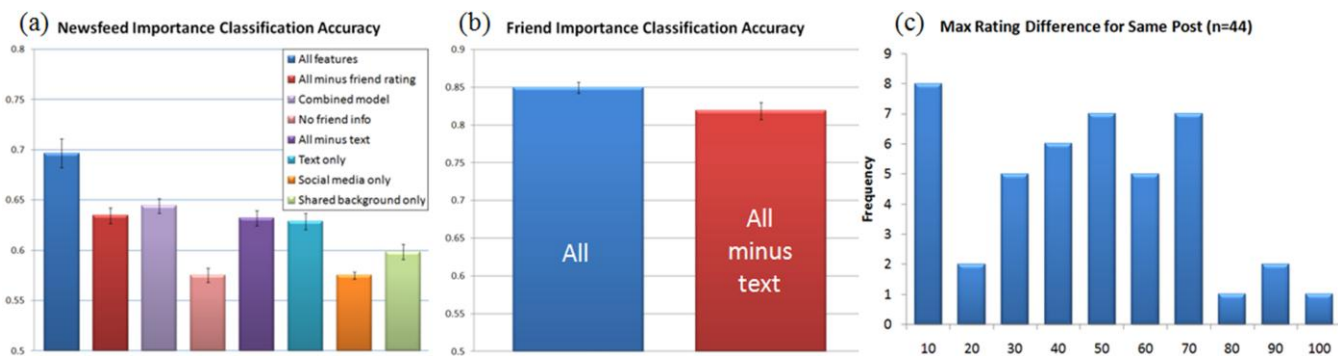 (a) Newsfeed Importance Classification Accuracy
0.8
0.75
0.7
0.65
0.6
0.55
0.5
All features
All minus friend rating
Combined model
No friend info
All minus text
Text only
Social media only
Shared background only
(b) Friend Importance Classification Accuracy
0.9
0.85
0.8
0.75
0.7
0.65
0.6
0.55
0.5
All
All
minus
text
(c) Max Rating Difference for Same Post (n=44)
Frequency
9
8
7
6
5
4
3
2
1
0
10 20 30 40 50 60 70 80 90 100